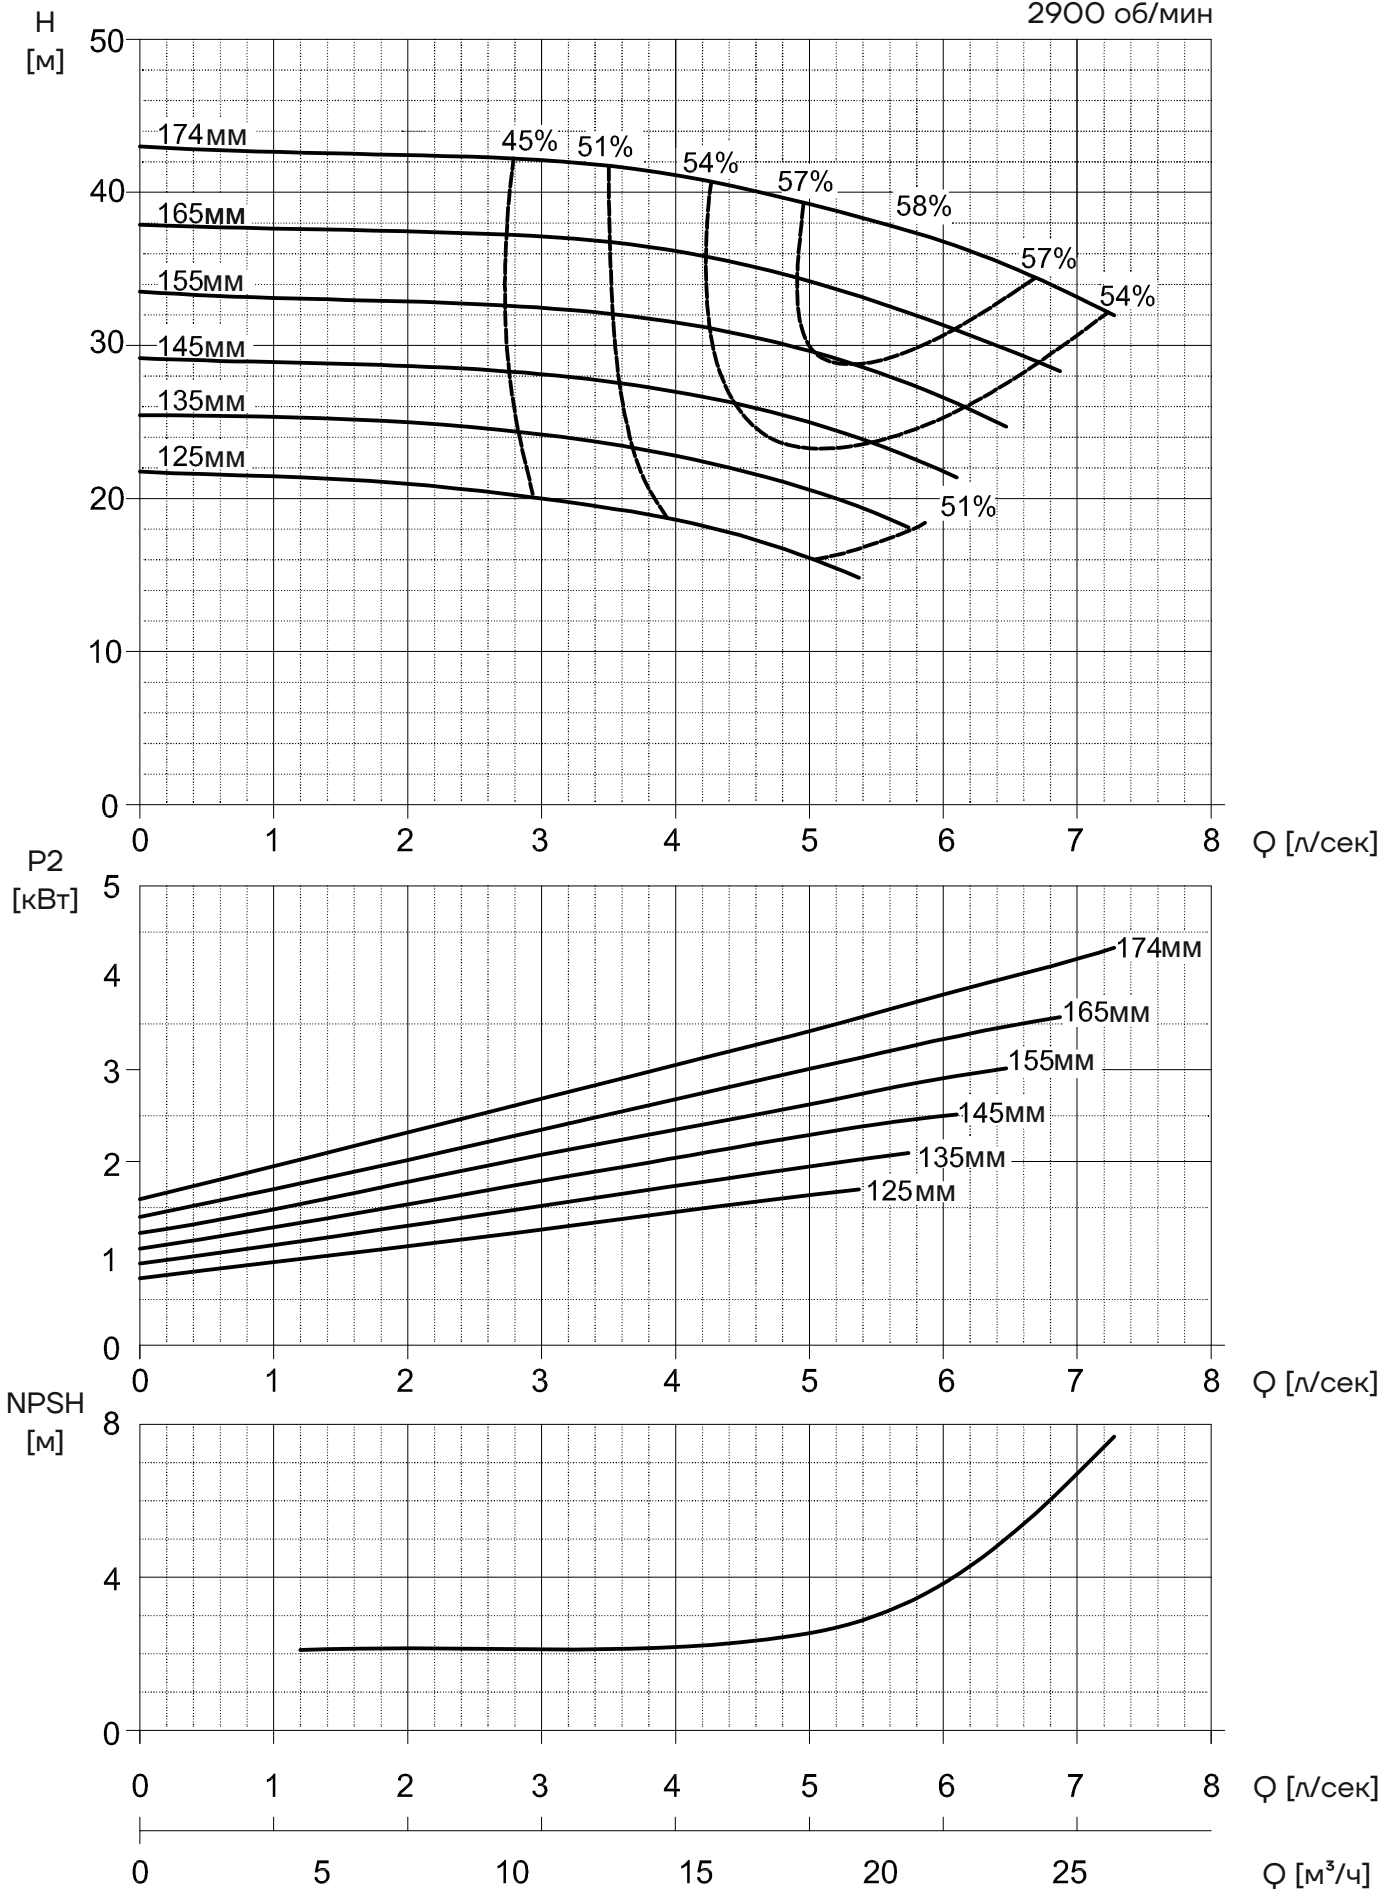 2900 об/мин
H
[м]
50
174мм
45%
51%
54%
57%
40
58%
165мм
57%
155мм
54%
30
145мм
135мм
125мм
20
51%
10
0
0 1 2 3 4 5 6 7 8 Q [л/сек]
P2
[кВт]
5
174мм
4
165мм
3
155мм
145мм
2
135мм
125мм
1
0
0 1 2 3 4 5 6 7 8 Q [л/сек]
NPSH
[м]
8
4
0
0 1 2 3 4 5 6 7 8 Q [л/сек]
0 5 10 15 20 25 Q [м³/ч]